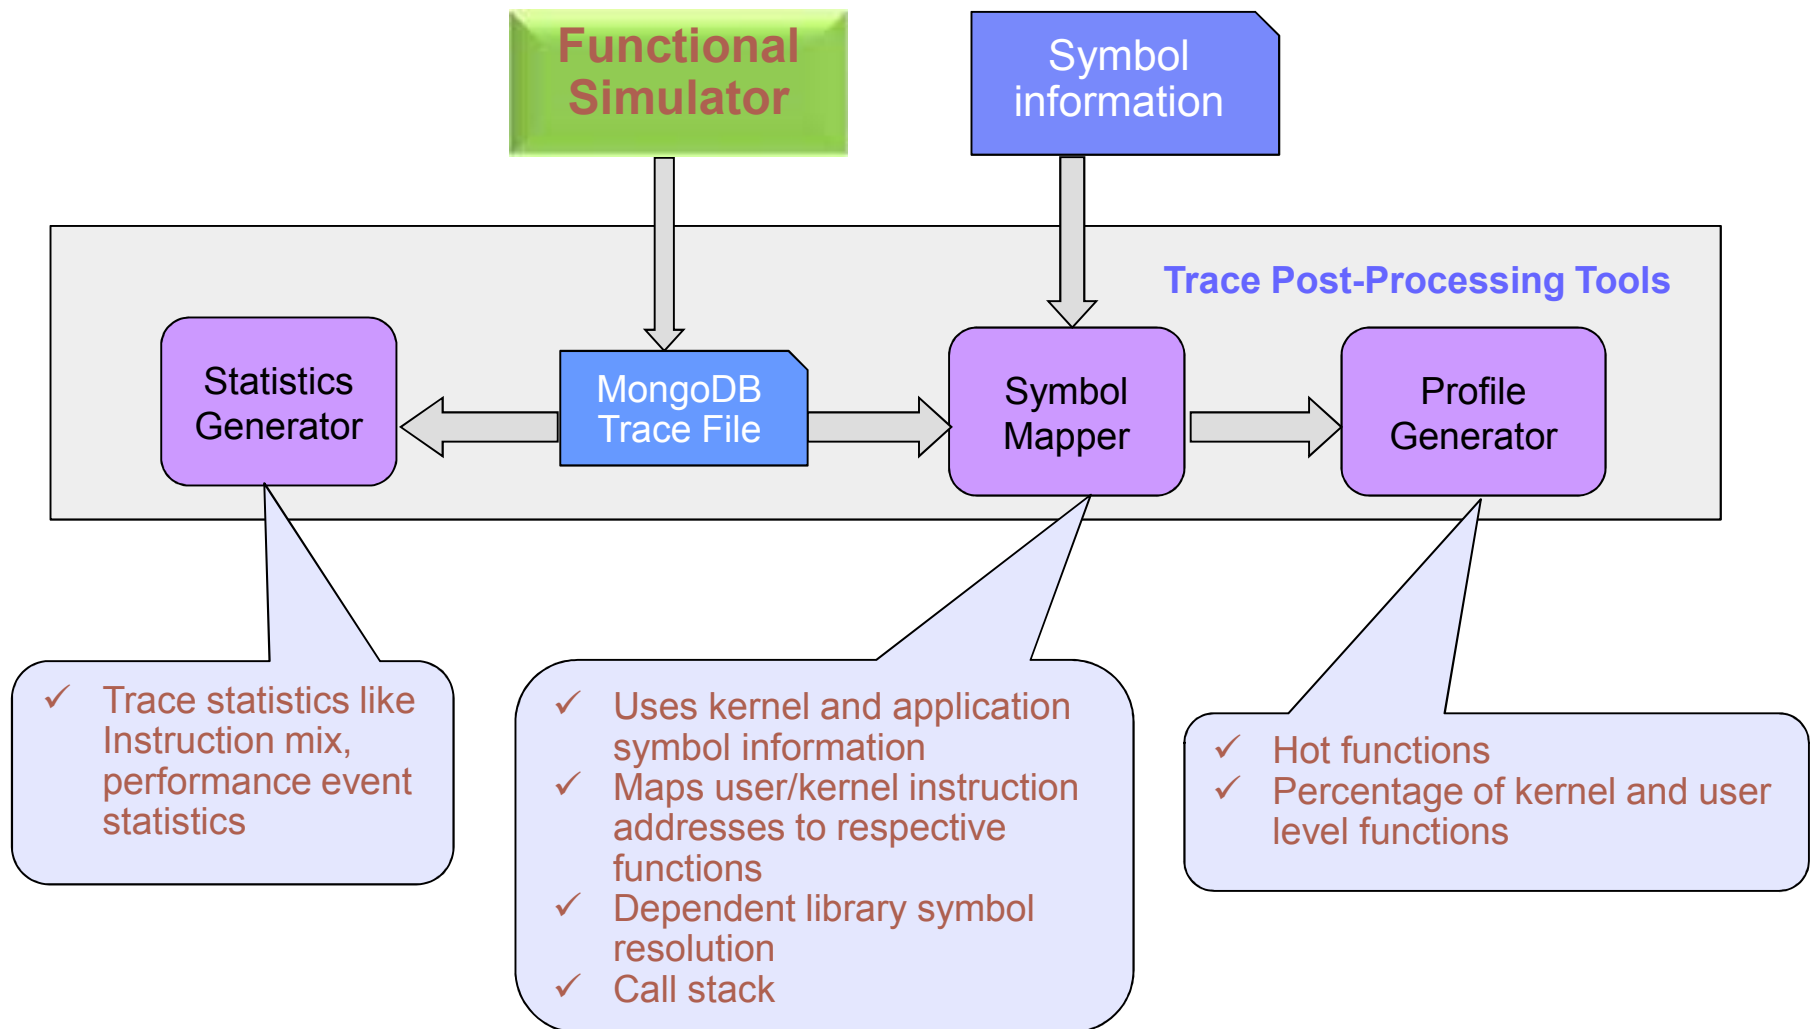 Functional
Simulator
Symbol
information
Trace Post-Processing Tools
Statistics
Generator
MongoDB
Trace File
Symbol
Mapper
Profile
Generator
✓ Trace statistics like
Instruction mix,
performance event
statistics
✓ Uses kernel and application
symbol information
✓ Maps user/kernel instruction
addresses to respective
functions
✓ Dependent library symbol
resolution
✓ Call stack
✓ Hot functions
✓ Percentage of kernel and user
level functions